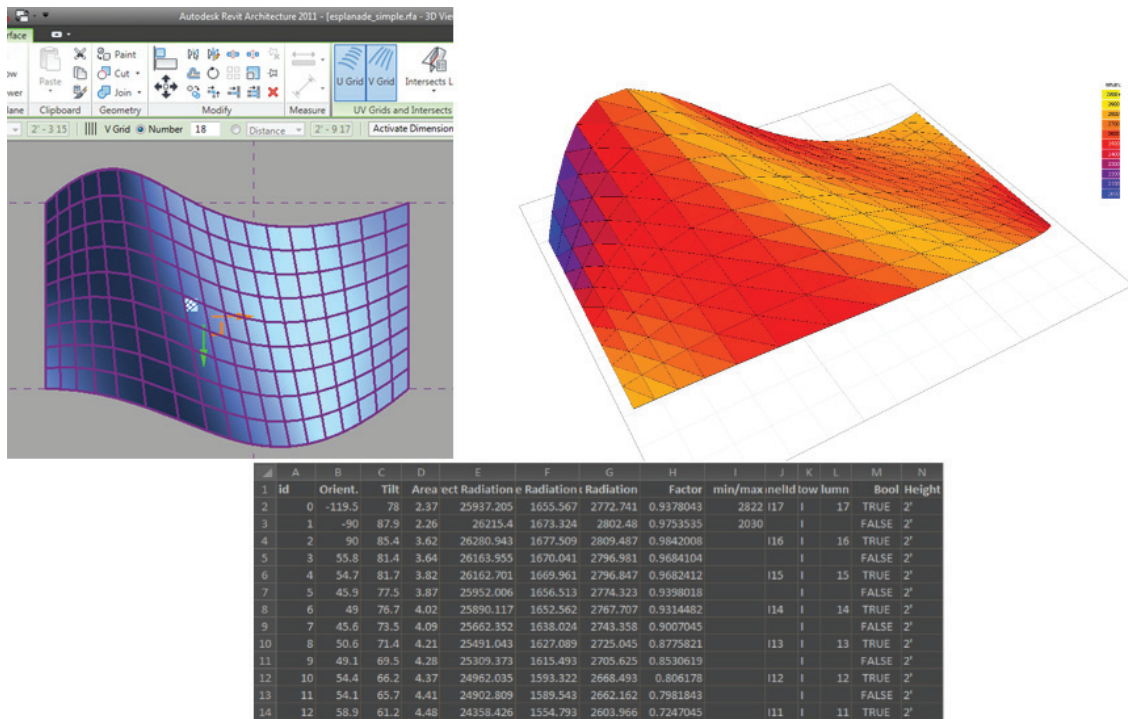 Autodesk Revit Architecture 2011 - [esplanade_simple.rfa - 3D View
Paint
Paste
Cut
Join
U Grid V Grid
Intersects L
Clipboard Geometry Modify Measure UV Grids and Intersects
2' - 3 15 V Grid Number 18 Distance 2' - 9 17 Activate Dimension
A B C D E F G H I J K L M N
1 id Orient. Tilt Area ect Radiation e Radiation Radiation Factor min/max nelId tow lumn Bool Height
2 0 -119.5 78 2.37 25937.205 1655.567 2772.741 0.9378043 2822 I17 I 17 TRUE 2'
3 1 -90 87.9 2.26 26215.4 1673.324 2802.48 0.9753535 2030 I FALSE 2'
4 2 90 85.4 3.62 26280.943 1677.509 2809.487 0.9842008 I16 I 16 TRUE 2'
5 3 55.8 81.4 3.64 26163.955 1670.041 2796.981 0.9684104 I FALSE 2'
6 4 54.7 81.7 3.82 26162.701 1669.961 2796.847 0.9682412 I15 I 15 TRUE 2'
7 5 45.9 77.5 3.87 25952.006 1656.513 2774.323 0.9398018 I FALSE 2'
8 6 49 76.7 4.02 25890.117 1652.562 2767.707 0.9314482 I14 I 14 TRUE 2'
9 7 45.6 73.5 4.09 25662.352 1638.024 2743.358 0.9007045 I FALSE 2'
10 8 50.6 71.4 4.21 25491.043 1627.089 2725.045 0.8775821 I13 I 13 TRUE 2'
11 9 49.1 69.5 4.28 25309.373 1615.493 2705.625 0.8530619 I FALSE 2'
12 10 54.4 66.2 4.37 24962.035 1593.322 2668.493 0.806178 I12 I 12 TRUE 2'
13 11 54.1 65.7 4.41 24902.809 1589.543 2662.162 0.7981843 I FALSE 2'
14 12 58.9 61.2 4.48 24358.426 1554.793 2603.966 0.7247045 I11 I 11 TRUE 2'